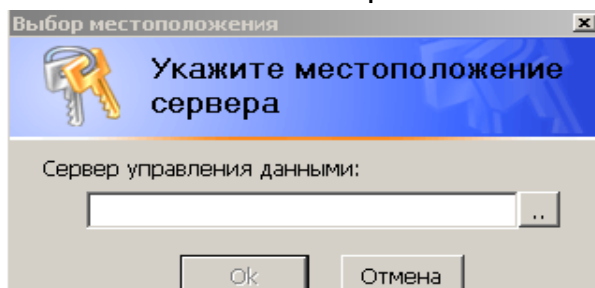 Выбор местоположения
Укажите местоположение
сервера
Сервер управления данными:
..
Ok
Отмена